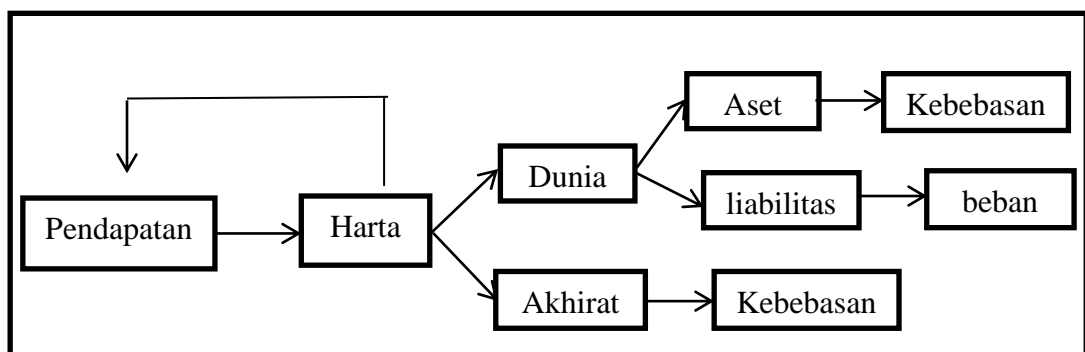 Pendapatan
Harta
Dunia
Aset
Kebebasan
liabilitas
beban
Akhirat
Kebebasan